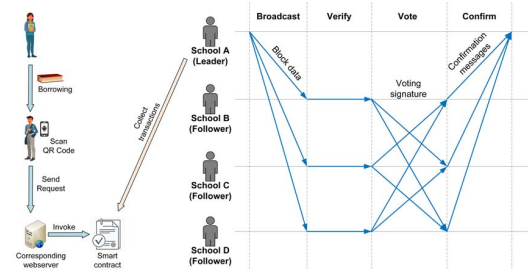 Broadcast
Verify
Vote
Confirm
School A
(Leader)
Block data
Confirmation
messages
Borrowing
Voting
signature
Collect
transactions
School B
(Follower)
Scan
QR Code
School C
(Follower)
Send
Request
Invoke
Corresponding
webserver
Smart
contract
School D
(Follower)